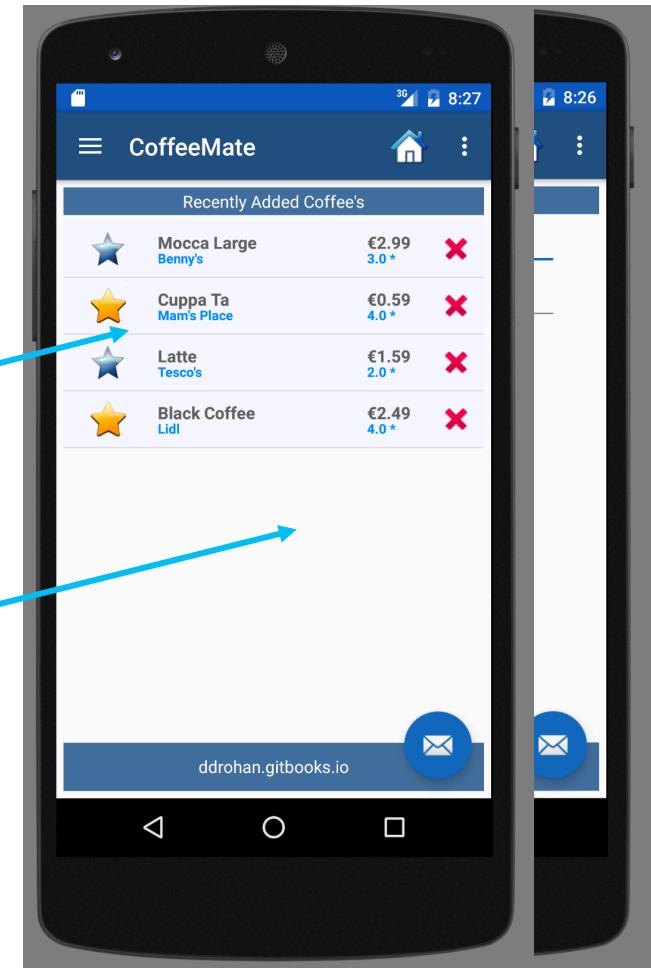 3G 8:27
8:26
CoffeeMate
Recently Added Coffee's
Mocca Large €2.99
Benny's 3.0 *
Cuppa Ta €0.59
Mam's Place 4.0 *
Latte €1.59
Tesco's 2.0 *
Black Coffee €2.49
Lidl 4.0 *
ddrohan.gitbooks.io